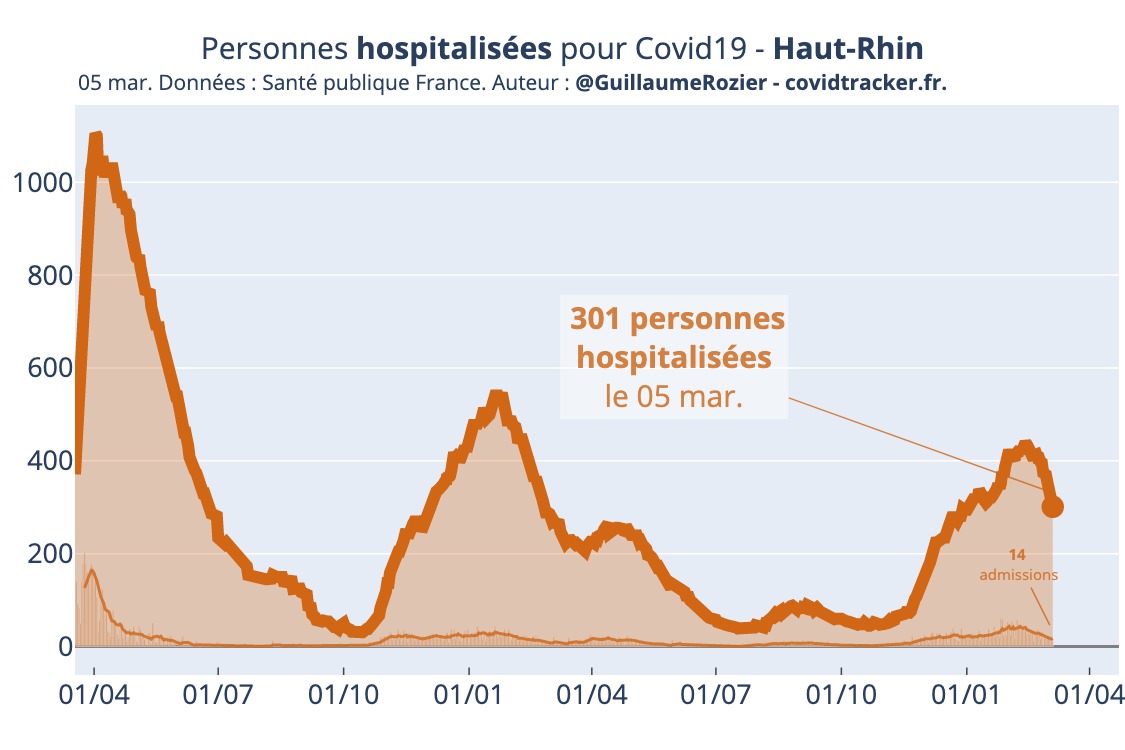 Personnes hospitalisées pour Covid19 - Haut-Rhin
05 mar. Données : Santé publique France. Auteur : @GuillaumeRozier - covidtracker.fr.
1000
800
600
400
200
0
301 personnes
hospitalisées
le 05 mar.
14
admissions
01/04 01/07 01/10 01/01 01/04 01/07 01/10 01/01 01/04